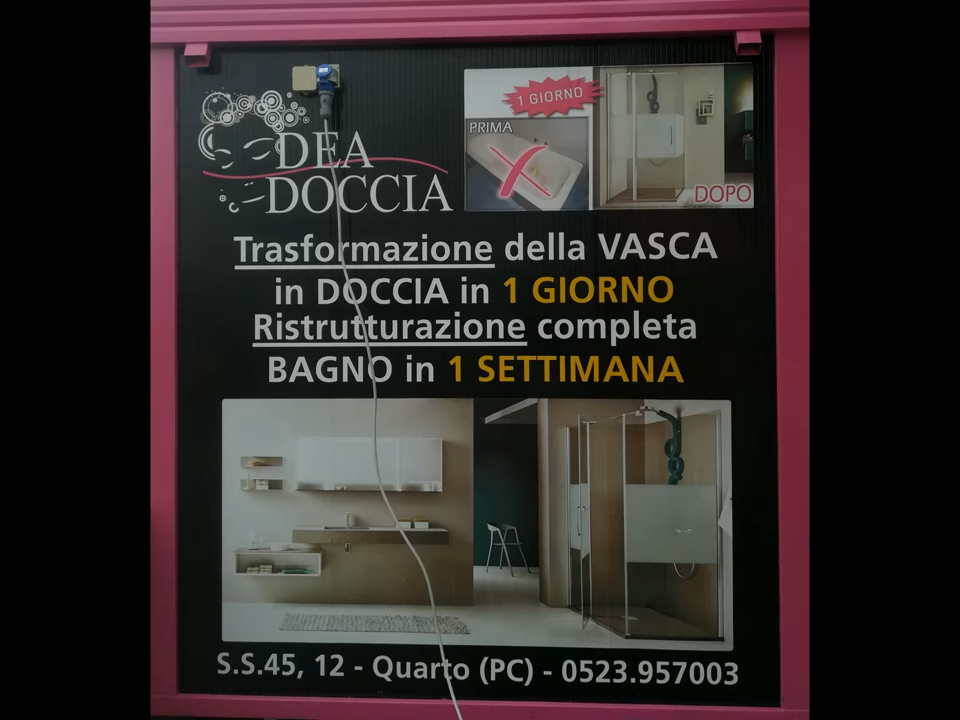 DEA
DOCCIA
1 GIORNO
PRIMA
DOPO
Trasformazione della VASCA
in DOCCIA in 1 GIORNO
Ristrutturazione completa
BAGNO in 1 SETTIMANA
S.S.45, 12 - Quarto (PC) - 0523.957003